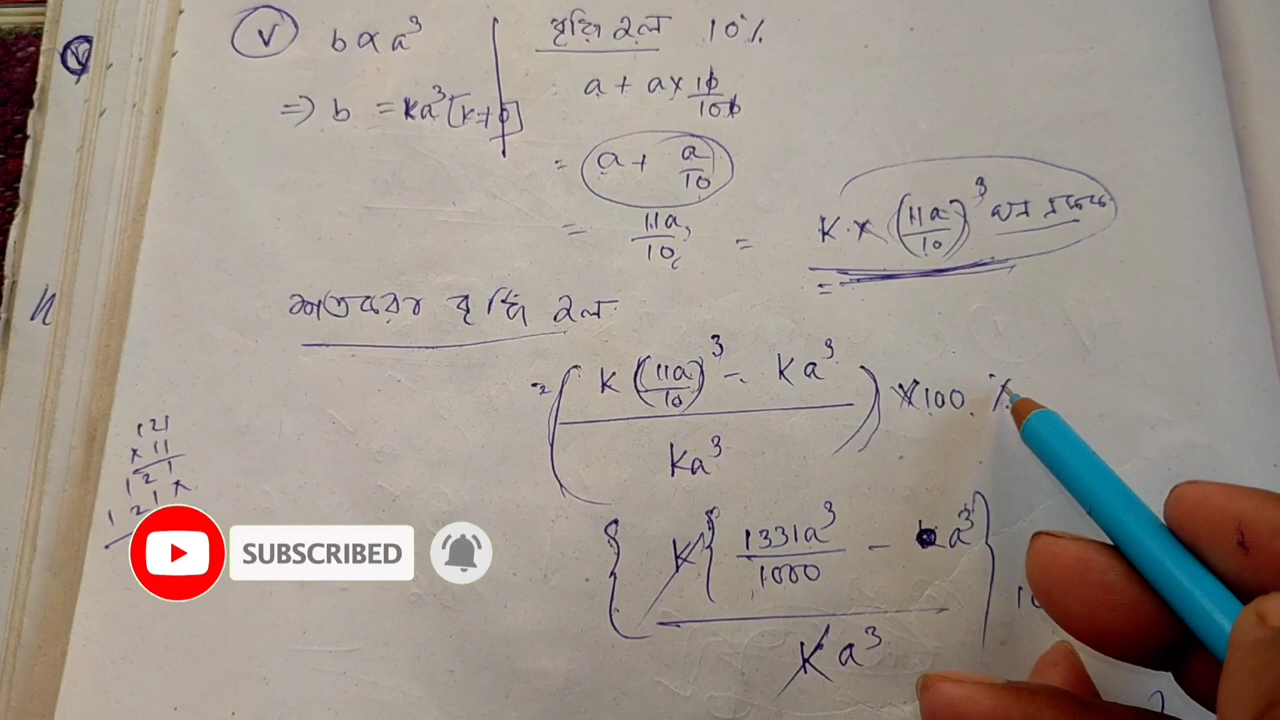 V b ∝ a³ | বৃদ্ধি হল 10%
⇒ b = Ka³ [K≠0]
a + a × 10/100
= a + a/10
= 11a/10 = K × (11a/10)³
=
শতকরা বৃদ্ধি হল
= (K (11a/10)³ - Ka³ / Ka³) × 100 %
{K { 1331a³/1000 - a³} / Ka³
121
× 11
121
121×
SUBSCRIBED